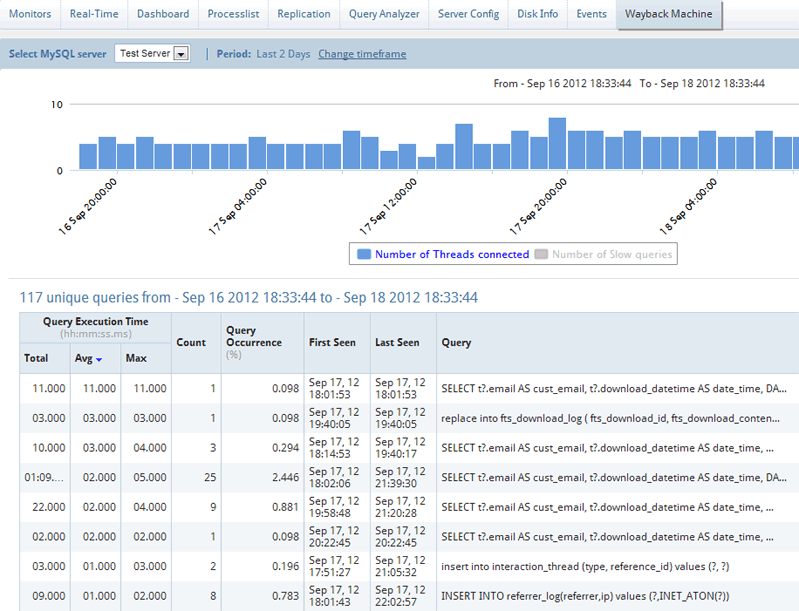 Monitors Real-Time Dashboard Processlist Replication Query Analyzer Server Config Disk Info Events Wayback Machine
Select MySQL server Test Server | Period: Last 2 Days Change timeframe
From - Sep 16 2012 18:33:44 To - Sep 18 2012 18:33:44
10
0
16 Sep 20:00:00
17 Sep 04:00:00
17 Sep 12:00:00
17 Sep 20:00:00
18 Sep 04:00:00
Number of Threads connected Number of Slow queries
117 unique queries from - Sep 16 2012 18:33:44 to - Sep 18 2012 18:33:44
Query Execution Time
(hh:mm:ss.ms)
Total Avg Max
Count
Query
Occurrence
(%)
First Seen
Last Seen
Query
11.000 11.000 11.000 1 0.098 Sep 17, 12 18:01:53 Sep 17, 12 18:01:53 SELECT t?.email AS cust_email, t?.download_datetime AS date_time, DA...
03.000 03.000 03.000 1 0.098 Sep 17, 12 19:40:05 Sep 17, 12 19:40:05 replace into fts_download_log ( fts_download_id, fts_download_conten...
10.000 03.000 04.000 3 0.294 Sep 17, 12 18:14:53 Sep 17, 12 19:40:17 SELECT t?.email AS cust_email, t?.download_datetime AS date_time, ...
01:09.... 02.000 05.000 25 2.446 Sep 17, 12 18:02:06 Sep 17, 12 21:39:30 SELECT t?.email AS cust_email, t?.download_datetime AS date_time, DA...
22.000 02.000 04.000 9 0.881 Sep 17, 12 19:58:48 Sep 17, 12 21:20:28 SELECT t?.email AS cust_email, t?.download_datetime AS date_time, ...
02.000 02.000 02.000 1 0.098 Sep 17, 12 20:22:45 Sep 17, 12 20:22:45 SELECT t?.email AS cust_email, t?.download_datetime AS date_time, ...
03.000 01.000 03.000 2 0.196 Sep 17, 12 17:51:27 Sep 17, 12 21:05:32 insert into interaction_thread (type, reference_id) values (?, ?)
09.000 01.000 02.000 8 0.783 Sep 17, 12 18:01:43 Sep 17, 12 22:02:57 INSERT INTO referrer_log(referrer,ip) values (?,INET_ATON(?))